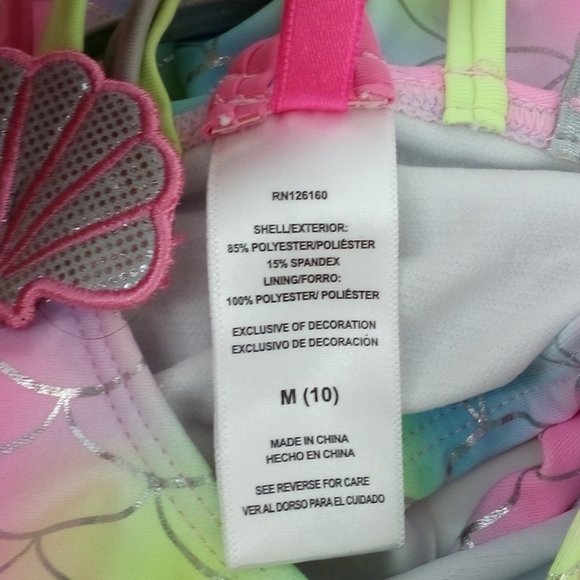 RN126160
SHELL/EXTERIOR:
85% POLYESTER/POLIÉSTER
15% SPANDEX
LINING/FORRO:
100% POLYESTER/ POLIÉSTER
EXCLUSIVE OF DECORATION
EXCLUSIVO DE DECORACIÓN
M (10)
MADE IN CHINA
HECHO EN CHINA
SEE REVERSE FOR CARE
VER AL DORSO PARA EL CUIDADO